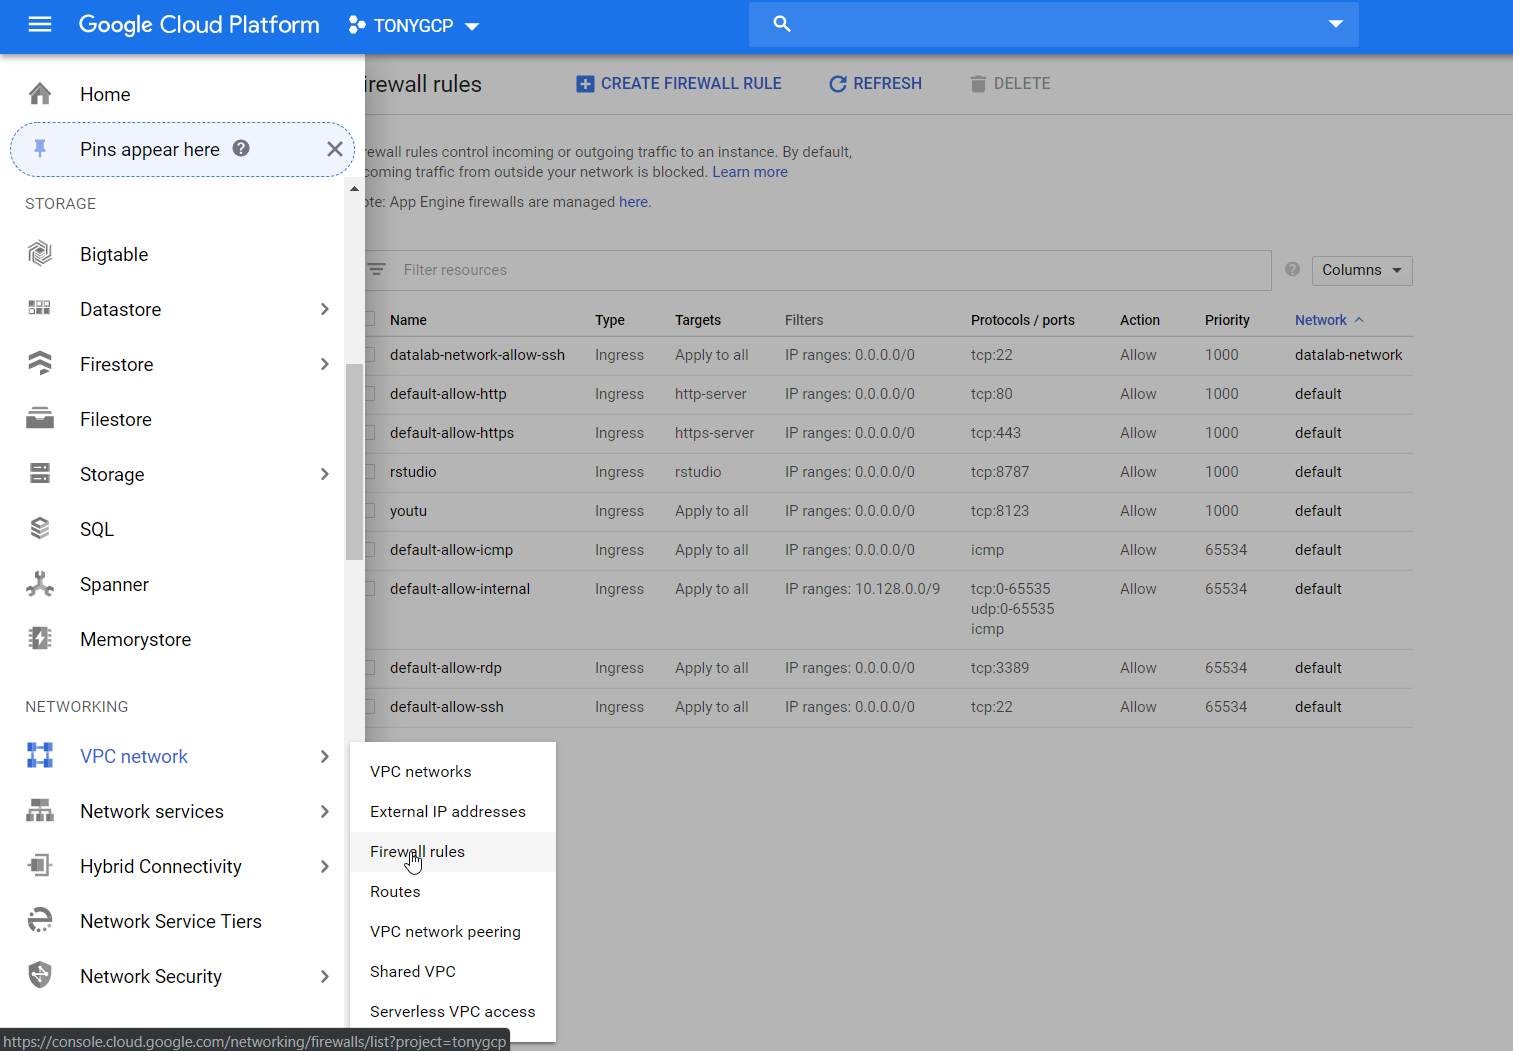 Google Cloud Platform
TONYGCP
Home
Pins appear here
STORAGE
Bigtable
Datastore
Firestore
Filestore
Storage
SQL
Spanner
Memorystore
NETWORKING
VPC network
Network services
Hybrid Connectivity
Network Service Tiers
Network Security
https://console.cloud.google.com/networking/firewalls/list?project=tonygcp
VPC networks
External IP addresses
Firewall rules
Routes
VPC network peering
Shared VPC
Serverless VPC access
irewall rules
CREATE FIREWALL RULE
REFRESH
DELETE
rewall rules control incoming or outgoing traffic to an instance. By default,
coming traffic from outside your network is blocked. Learn more
ote: App Engine firewalls are managed here.
Filter resources
Columns
Name Type Targets Filters Protocols / ports Action Priority Network
datalab-network-allow-ssh Ingress Apply to all IP ranges: 0.0.0.0/0 tcp:22 Allow 1000 datalab-network
default-allow-http Ingress http-server IP ranges: 0.0.0.0/0 tcp:80 Allow 1000 default
default-allow-https Ingress https-server IP ranges: 0.0.0.0/0 tcp:443 Allow 1000 default
rstudio Ingress rstudio IP ranges: 0.0.0.0/0 tcp:8787 Allow 1000 default
youtu Ingress Apply to all IP ranges: 0.0.0.0/0 tcp:8123 Allow 1000 default
default-allow-icmp Ingress Apply to all IP ranges: 0.0.0.0/0 icmp Allow 65534 default
default-allow-internal Ingress Apply to all IP ranges: 10.128.0.0/9 tcp:0-65535 Allow 65534 default
udp:0-65535
icmp
default-allow-rdp Ingress Apply to all IP ranges: 0.0.0.0/0 tcp:3389 Allow 65534 default
default-allow-ssh Ingress Apply to all IP ranges: 0.0.0.0/0 tcp:22 Allow 65534 default